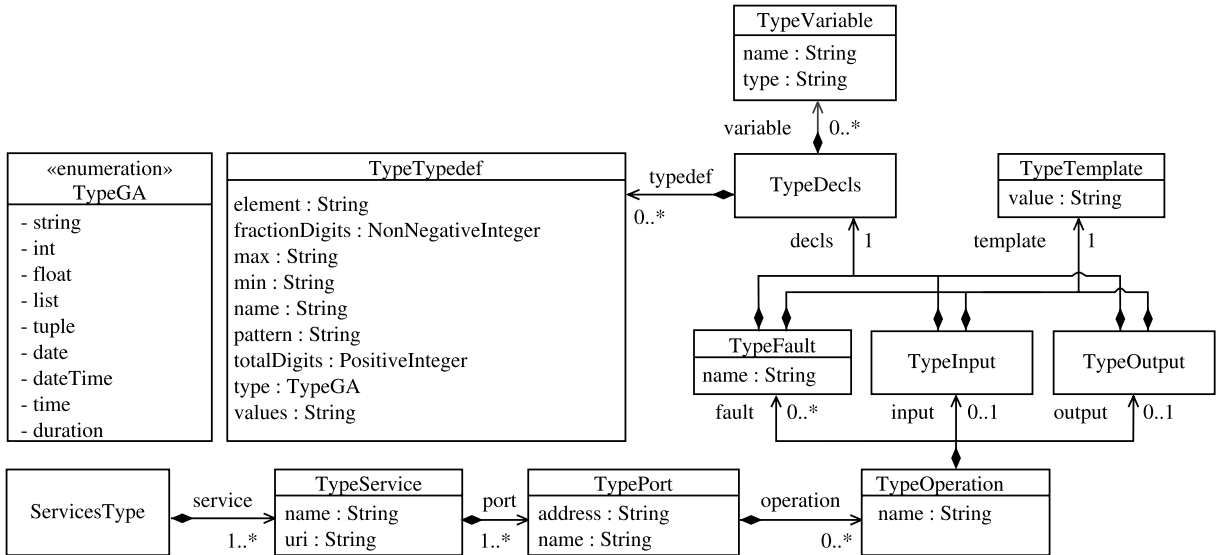 TypeVariable
name : String
type : String
variable
0..*
«enumeration»
TypeGA
- string
- int
- float
- list
- tuple
- date
- dateTime
- time
- duration
TypeTypedef
element : String
fractionDigits : NonNegativeInteger
max : String
min : String
name : String
pattern : String
totalDigits : PositiveInteger
type : TypeGA
values : String
typedef
0..*
TypeDecls
TypeTemplate
value : String
decls
1
template
1
TypeFault
name : String
TypeInput
TypeOutput
fault
0..*
input
0..1
output
0..1
ServicesType
service
1..*
TypeService
name : String
uri : String
port
1..*
TypePort
address : String
name : String
operation
0..*
TypeOperation
name : String